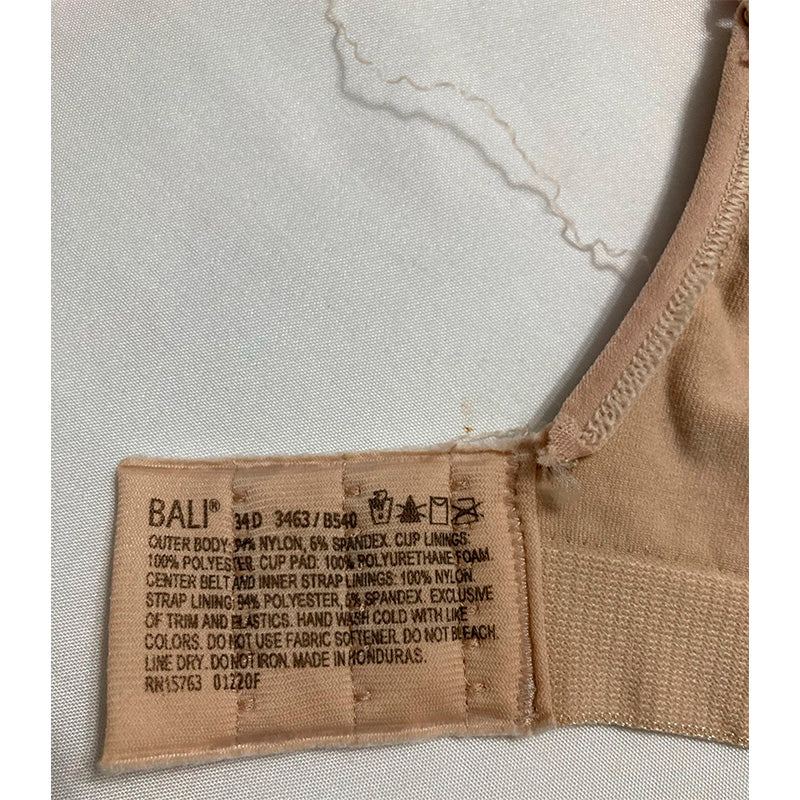 BALI® 34D 3463/B540
OUTER BODY: 94% NYLON, 6% SPANDEX. CUP LININGS:
100% POLYESTER. CUP PAD: 100% POLYURETHANE FOAM.
CENTER BELT AND INNER STRAP LININGS: 100% NYLON.
STRAP LINING: 94% POLYESTER, 6% SPANDEX. EXCLUSIVE
OF TRIM AND ELASTICS. HAND WASH COLD WITH LIKE
COLORS. DO NOT USE FABRIC SOFTENER. DO NOT BLEACH.
LINE DRY. DO NOT IRON. MADE IN HONDURAS.
RN15763 01220F